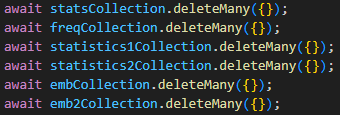 await statsCollection.deleteMany({});
await freqCollection.deleteMany({});
await statistics1Collection.deleteMany({});
await statistics2Collection.deleteMany({});
await embCollection.deleteMany({});
await emb2Collection.deleteMany({});